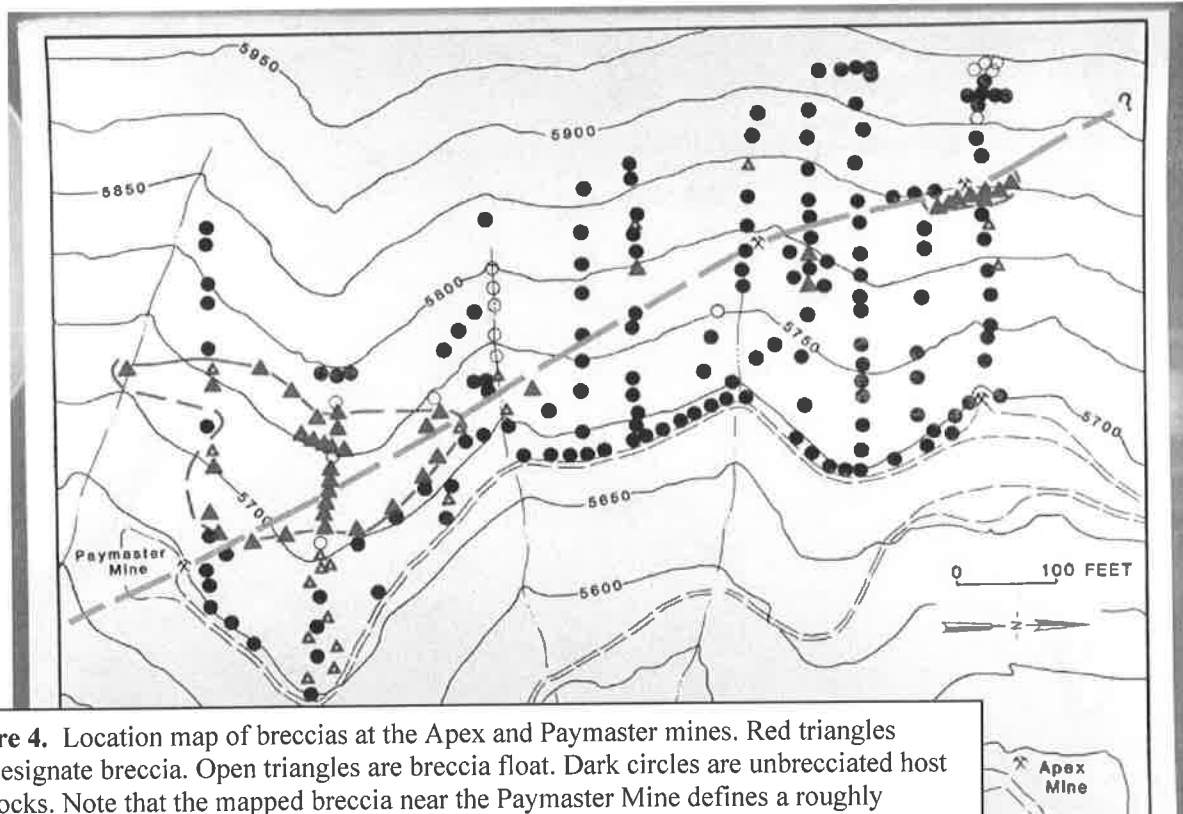 5950
5900
?
5850
5800
5750
5700
5700
5650
Paymaster
Mine
5600
0 100 FEET
N
re 4. Location map of breccias at the Apex and Paymaster mines. Red triangles
esignate breccia. Open triangles are breccia float. Dark circles are unbrecciated host
ocks. Note that the mapped breccia near the Paymaster Mine defines a roughly
Apex
Mine